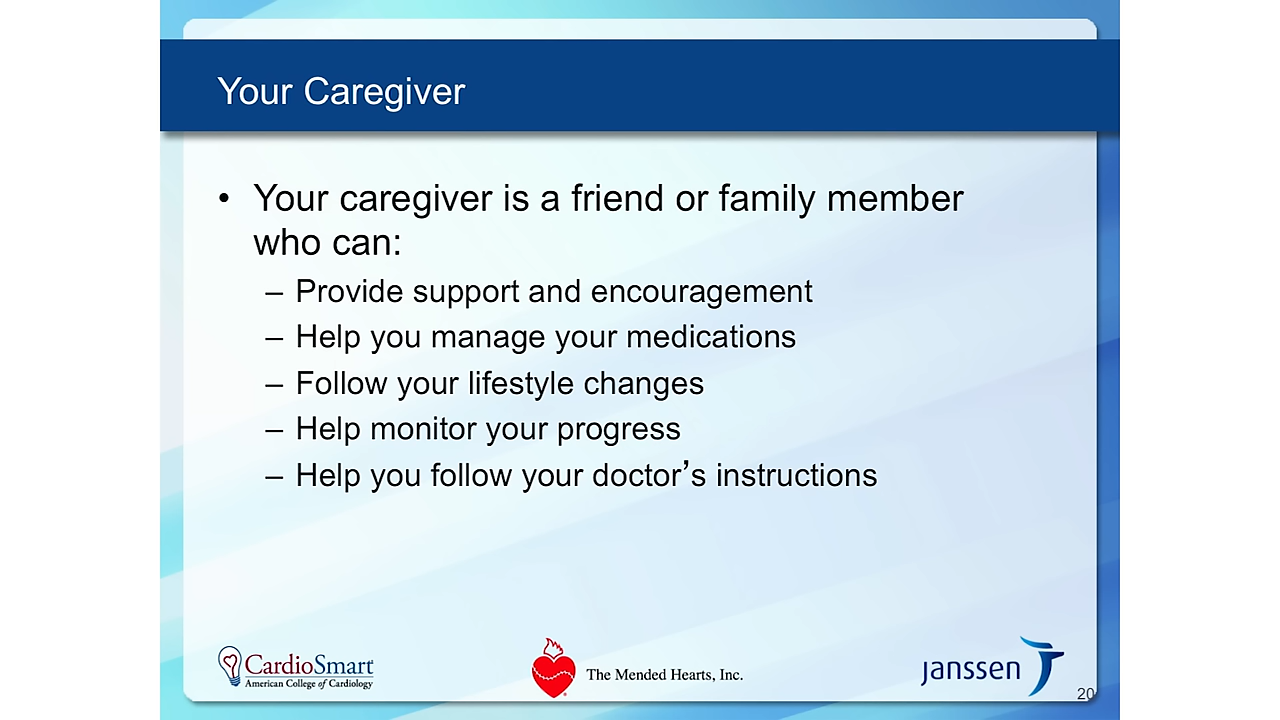 Your Caregiver
• Your caregiver is a friend or family member
who can:
– Provide support and encouragement
– Help you manage your medications
– Follow your lifestyle changes
– Help monitor your progress
– Help you follow your doctor’s instructions
CardioSmart
American College of Cardiology
The Mended Hearts, Inc.
janssen
20